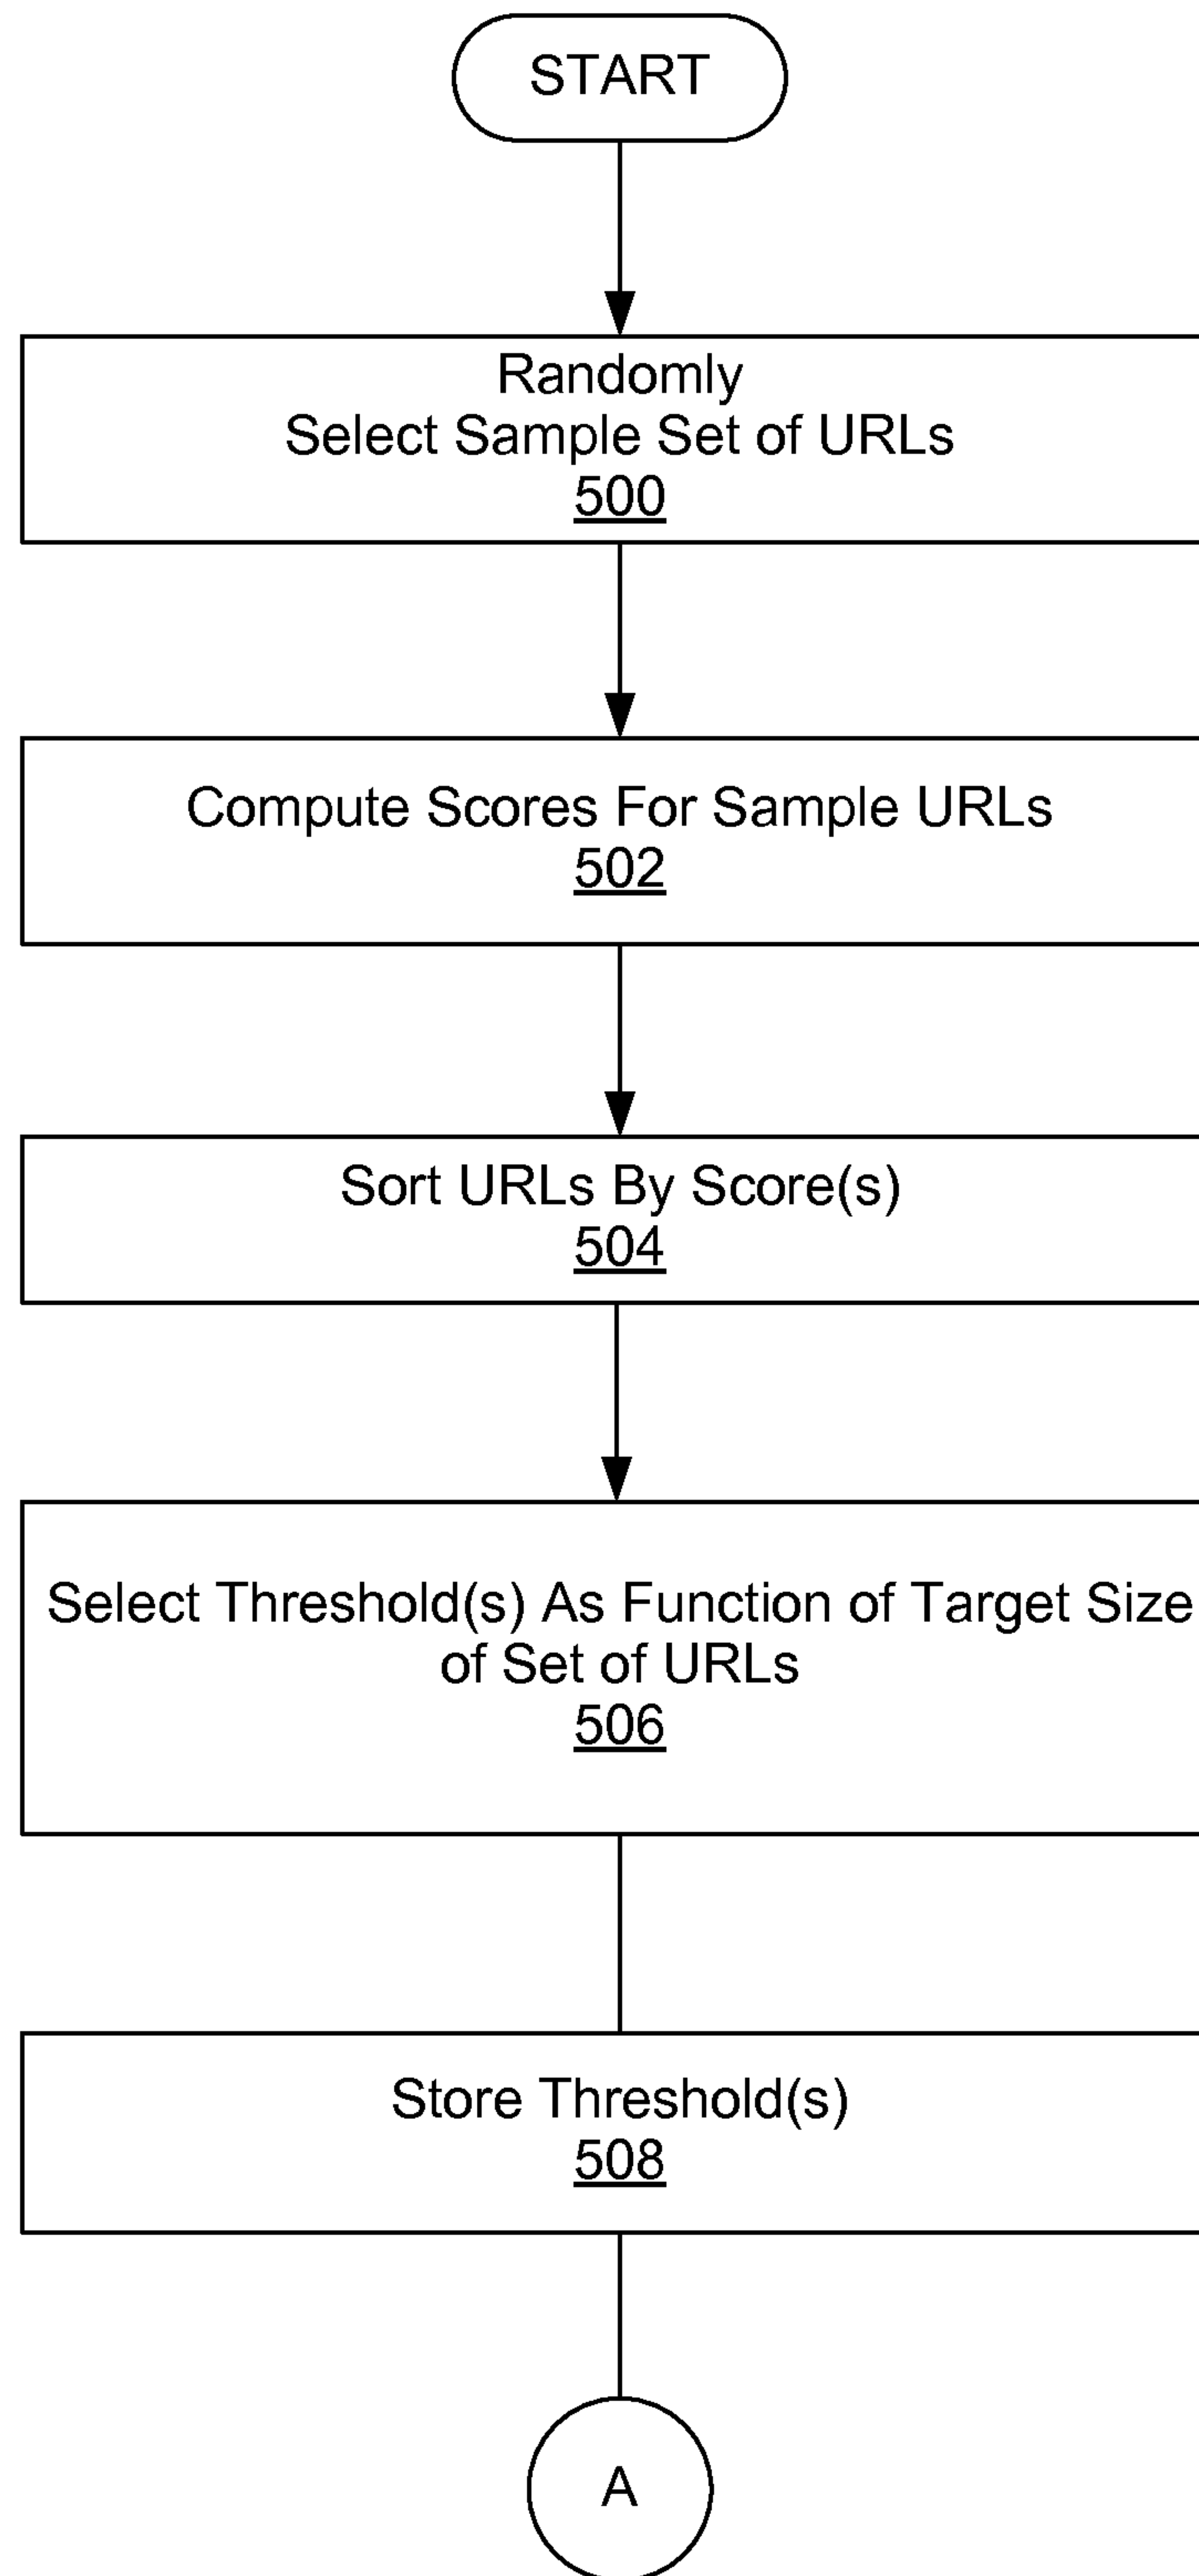 START
Randomly
Select Sample Set of URLs
500
Compute Scores For Sample URLs
502
Sort URLs By Score(s)
504
Select Threshold(s) As Function of Target Size
of Set of URLs
506
Store Threshold(s)
508
A